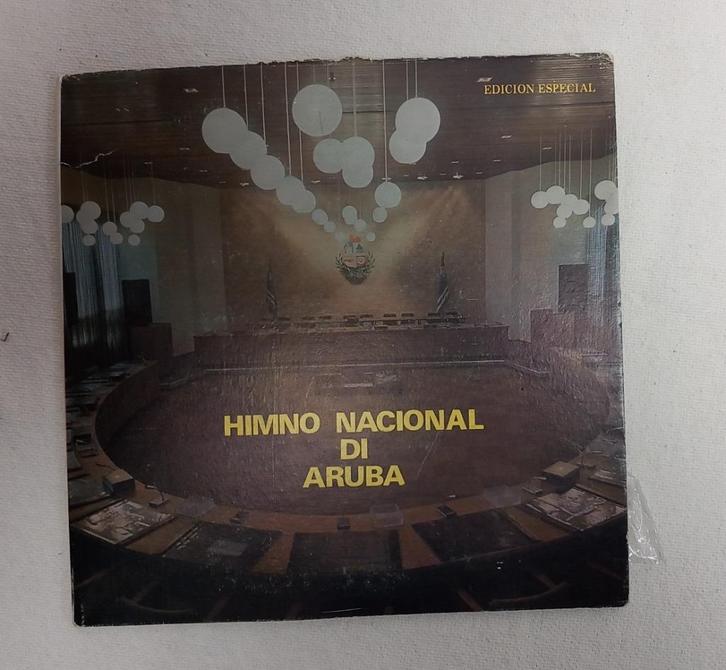 EDICION ESPECIAL
HIMNO NACIONAL
DI
ARUBA